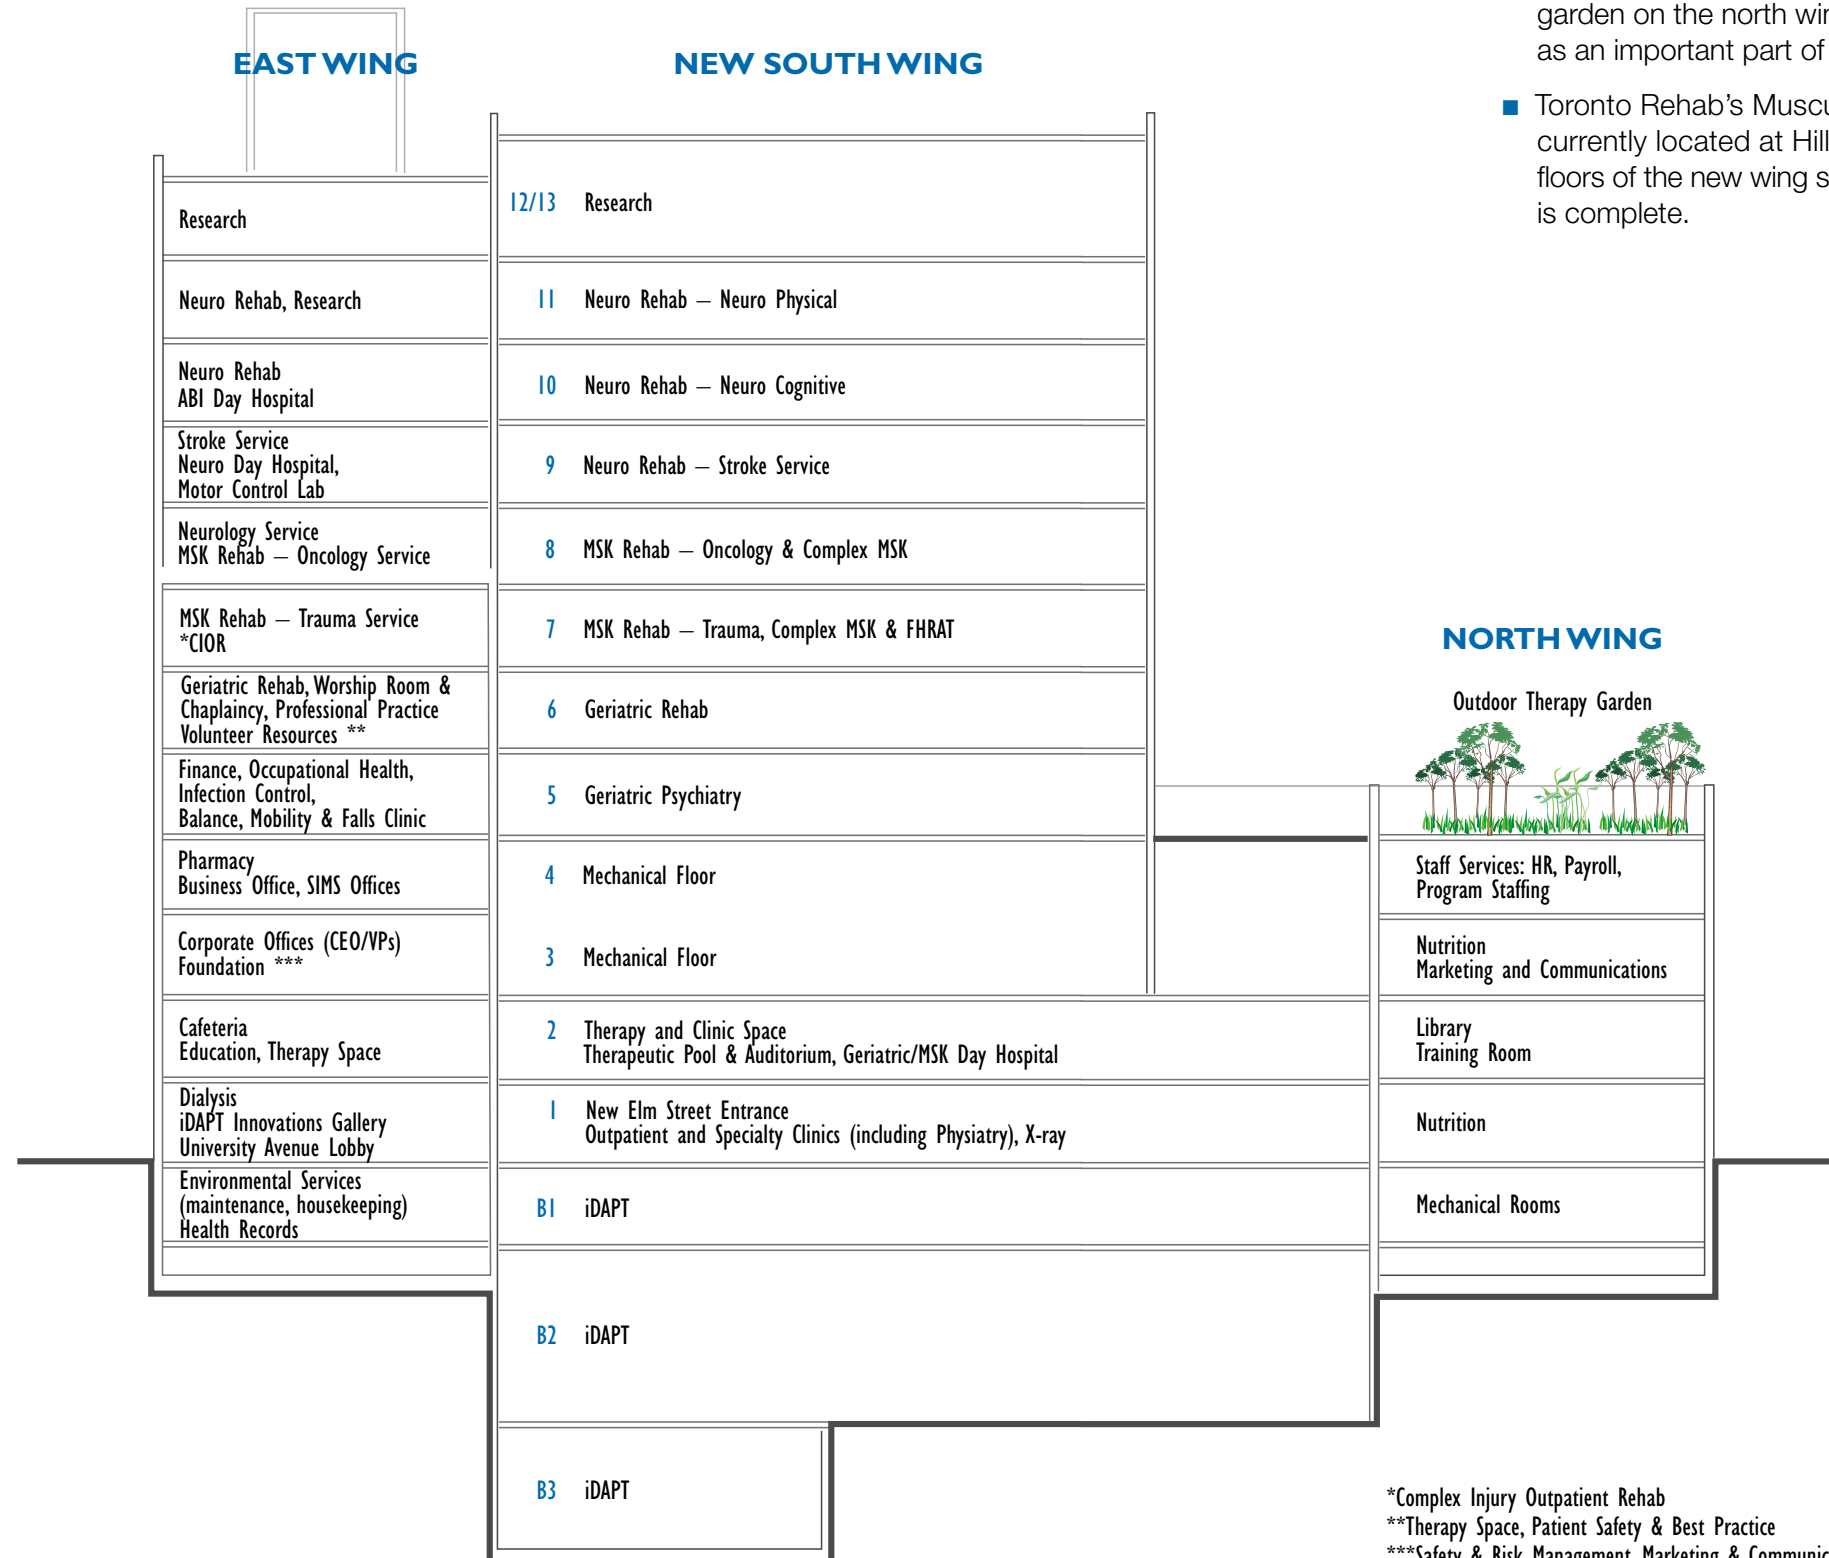 garden on the north
as an important part of
■ Toronto Rehab's
currently located at
floors of the new wing
is complete.
EAST WING
Research
Neuro Rehab, Research
Neuro Rehab
ABI Day Hospital
Stroke Service
Neuro Day Hospital,
Motor Control Lab
Neurology Service
MSK Rehab – Oncology Service
MSK Rehab – Trauma Service
*CIOR
Geriatric Rehab, Worship Room &
Chaplaincy, Professional Practice
Volunteer Resources **
Finance, Occupational Health,
Infection Control,
Balance, Mobility & Falls Clinic
Pharmacy
Business Office, SIMS Offices
Corporate Offices (CEO/VPs)
Foundation ***
Cafeteria
Education, Therapy Space
Dialysis
iDAPT Innovations Gallery
University Avenue Lobby
Environmental Services
(maintenance, housekeeping)
Health Records
NEW SOUTH WING
12/13 Research
11 Neuro Rehab – Neuro Physical
10 Neuro Rehab – Neuro Cognitive
9 Neuro Rehab – Stroke Service
8 MSK Rehab – Oncology & Complex MSK
7 MSK Rehab – Trauma, Complex MSK & FHRAT
6 Geriatric Rehab
5 Geriatric Psychiatry
4 Mechanical Floor
3 Mechanical Floor
2 Therapy and Clinic Space
Therapeutic Pool & Auditorium, Geriatric/MSK Day Hospital
1 New Elm Street Entrance
Outpatient and Specialty Clinics (including Physiatry), X-ray
B1 iDAPT
B2 iDAPT
B3 iDAPT
NORTH WING
Outdoor Therapy Garden
Staff Services: HR, Payroll,
Program Staffing
Nutrition
Marketing and Communications
Library
Training Room
Nutrition
Mechanical Rooms
*Complex Injury Outpatient Rehab
**Therapy Space, Patient Safety & Best Practice
***Safety & Risk Management, Marketing &